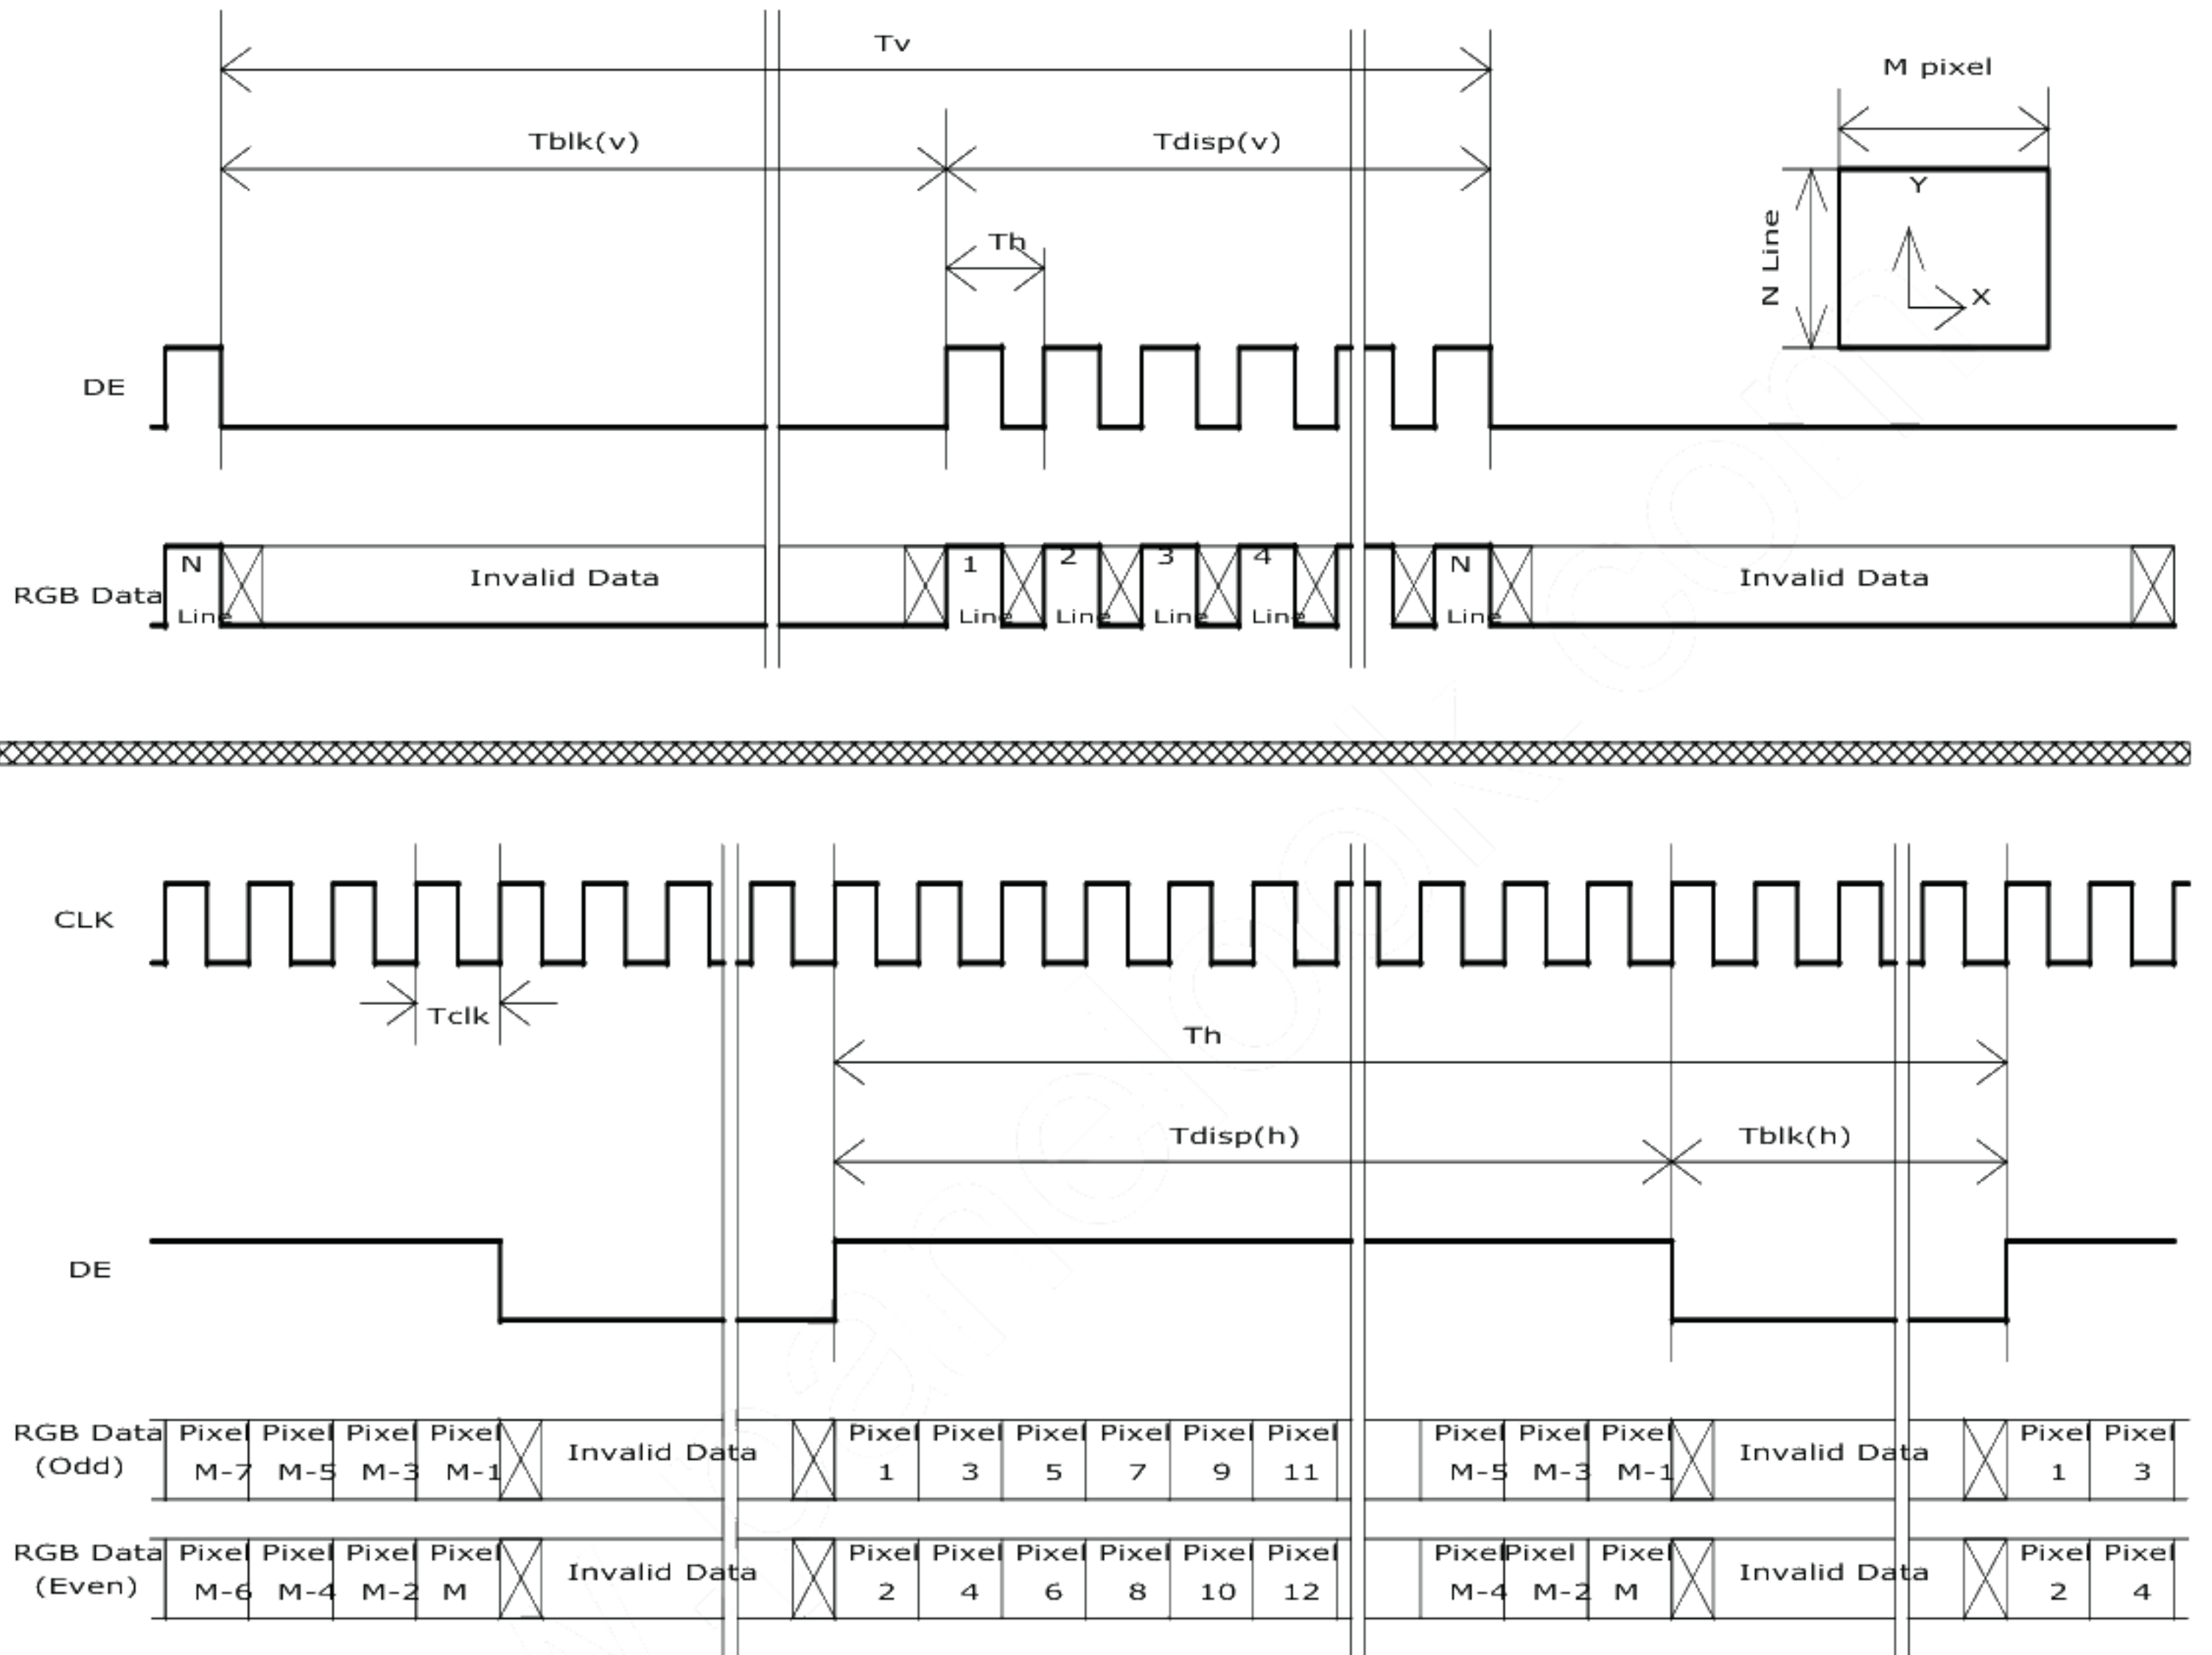 Tv
M pixel
Tblk(v)
Tdisp(v)
Y
N Line
Th
X
DE
N
1
2
3
4
N
Invalid Data
Invalid Data
RGB Data
Line
Line
Line
Line
Line
Line
CLK
Tclk
Th
Tdisp(h)
Tblk(h)
DE
RGB Data Pixel Pixel Pixel Pixel Invalid Data Pixel Pixel Pixel Pixel Pixel Pixel Pixel Pixel Pixel Invalid Data Pixel Pixel
(Odd) M-7 M-5 M-3 M-1 1 3 5 7 9 11 M-5 M-3 M-1 1 3
RGB Data Pixel Pixel Pixel Pixel Invalid Data Pixel Pixel Pixel Pixel Pixel Pixel Pixel Pixel Pixel Invalid Data Pixel Pixel
(Even) M-6 M-4 M-2 M 2 4 6 8 10 12 M-4 M-2 M 2 4